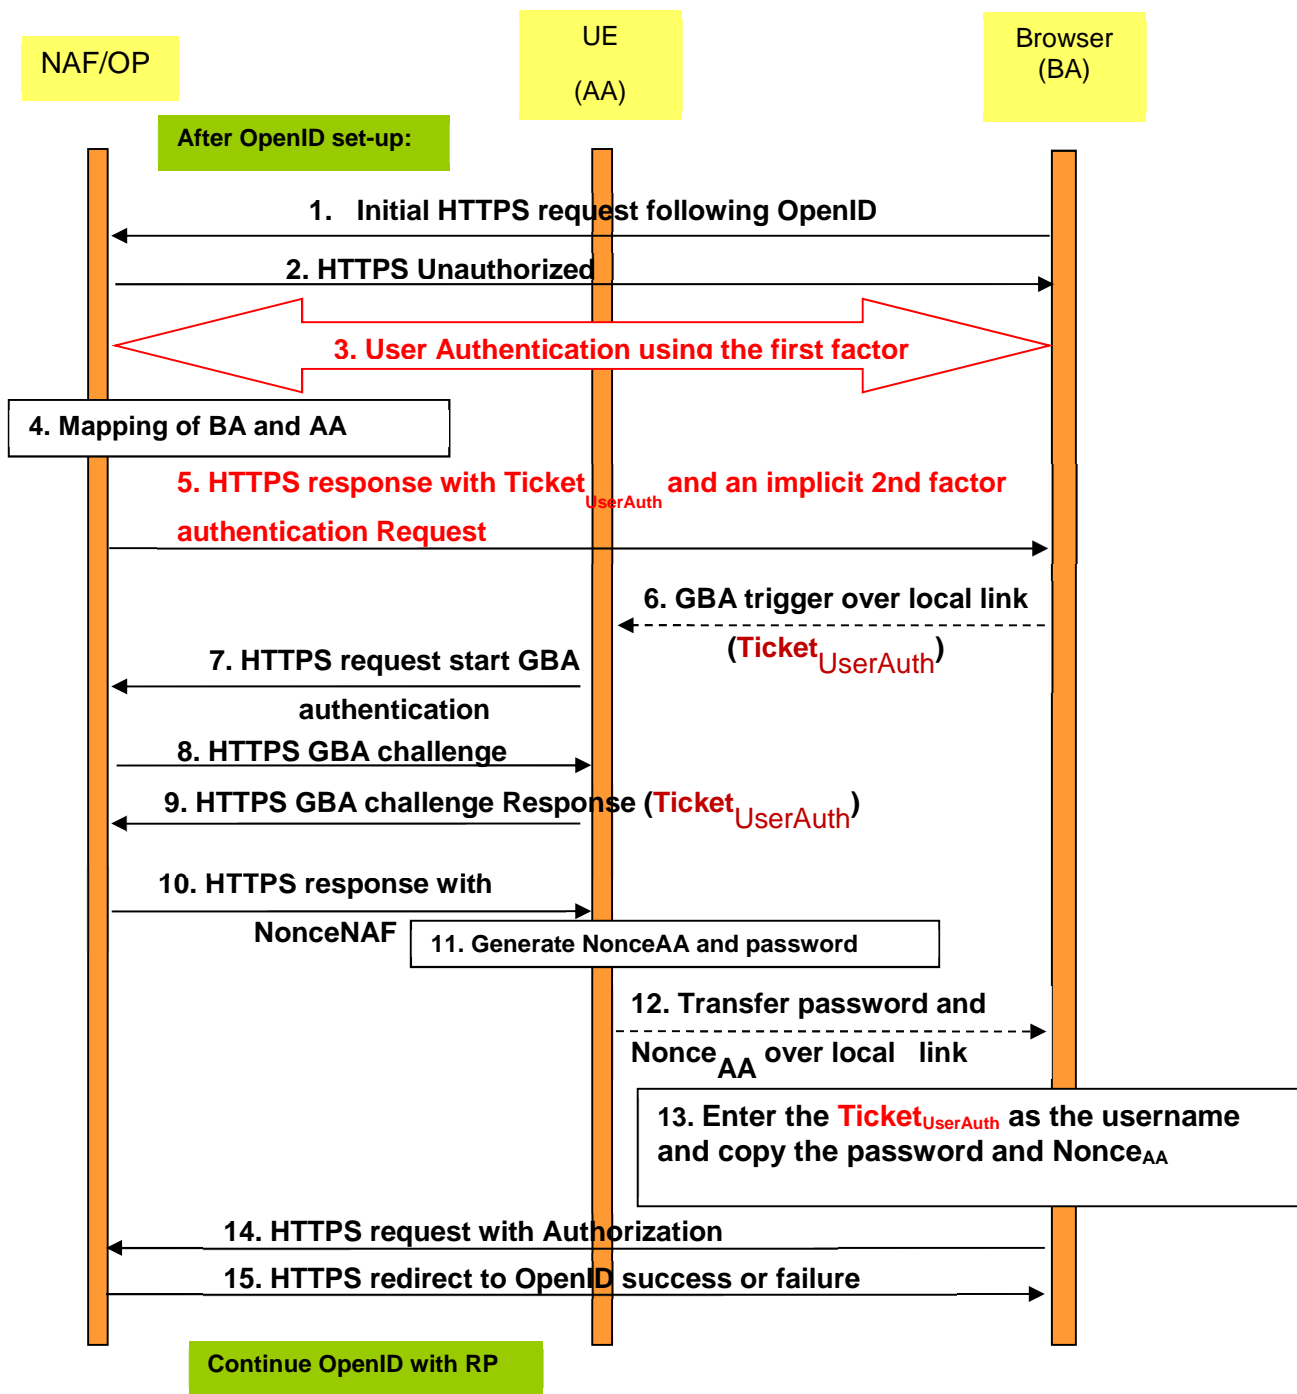 NAF/OP
UE
(AA)
Browser
(BA)
After OpenID set-up:
1. Initial HTTPS request following OpenID
2. HTTPS Unauthorized
3. User Authentication using the first factor
4. Mapping of BA and AA
5. HTTPS response with TicketUserAuth and an implicit 2nd factor
authentication Request
6. GBA trigger over local link
(TicketUserAuth)
7. HTTPS request start GBA
authentication
8. HTTPS GBA challenge
9. HTTPS GBA challenge Response (TicketUserAuth)
10. HTTPS response with
NonceNAF
11. Generate NonceAA and password
12. Transfer password and
NonceAA over local link
13. Enter the TicketUserAuth as the username
and copy the password and NonceAA
14. HTTPS request with Authorization
15. HTTPS redirect to OpenID success or failure
Continue OpenID with RP